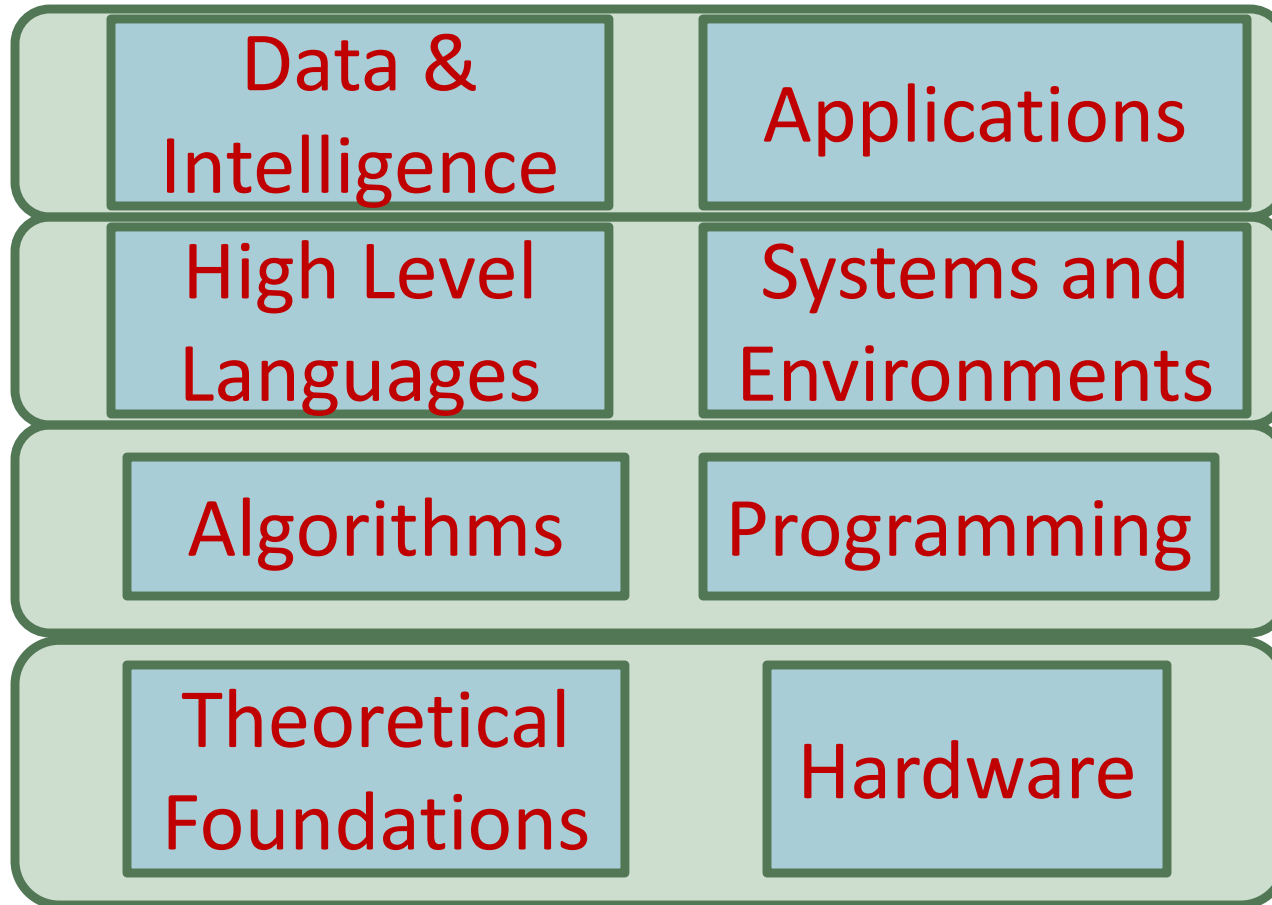 Data &
Intelligence
Applications
High Level
Languages
Systems and
Environments
Algorithms
Programming
Theoretical
Foundations
Hardware